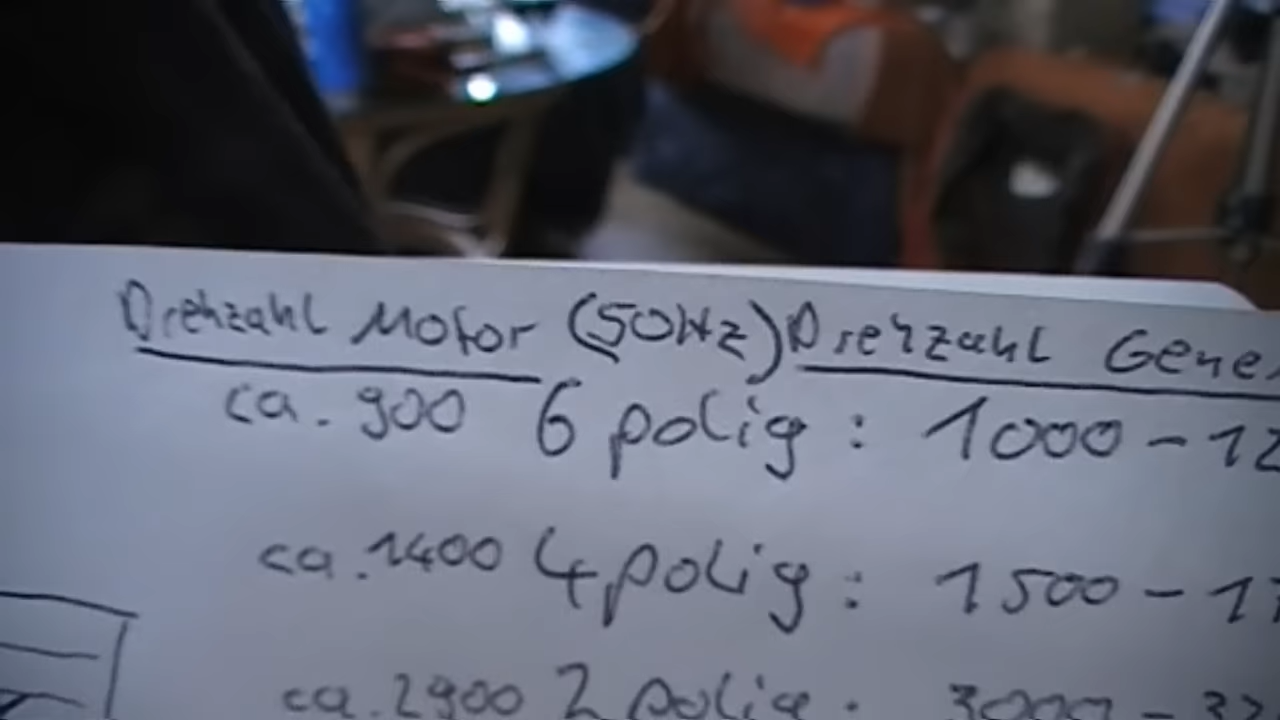 Drehzahl Motor (50Hz) Drehzahl Gene
ca. 900 6 polig : 1000 - 12
ca. 1400 4 polig : 1500 - 17
ca. 2900 2 polig : 3000 - 32